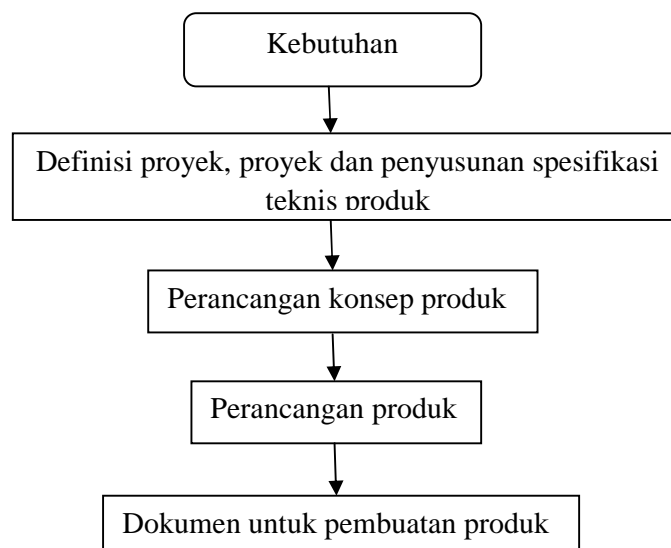 Kebutuhan
Definisi proyek, proyek dan penyusunan spesifikasi
teknis produk
Perancangan konsep produk
Perancangan produk
Dokumen untuk pembuatan produk